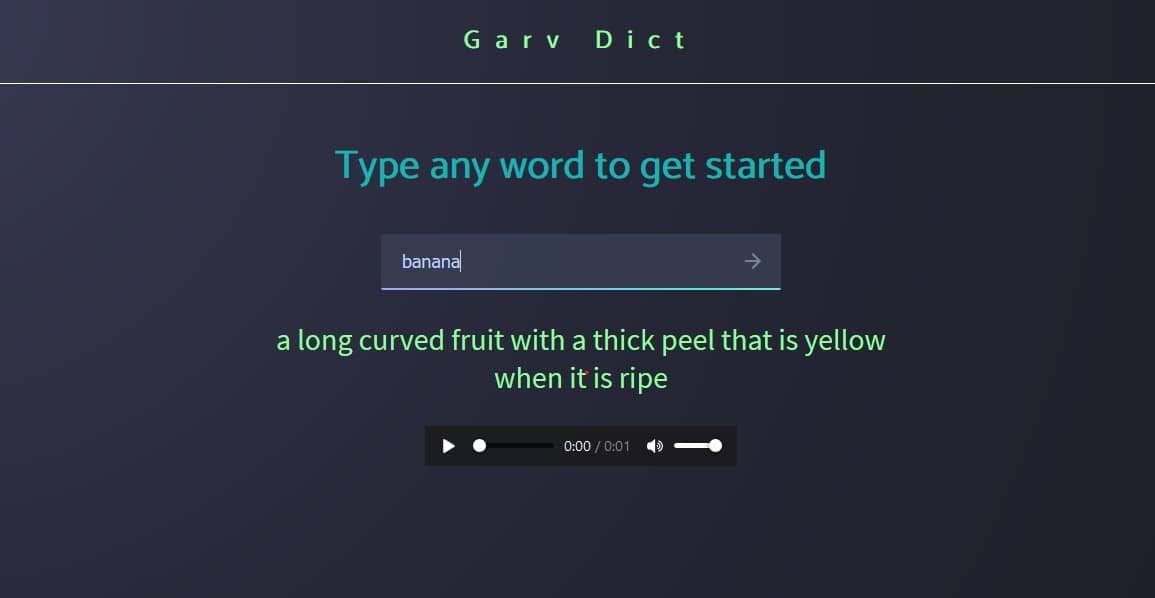 Garv Dict
Type any word to get started
banana
a long curved fruit with a thick peel that is yellow
when it is ripe
0:00 / 0:01